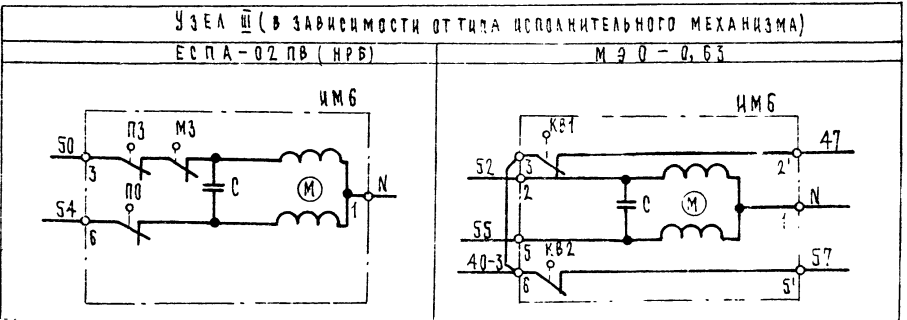 УЗЕЛ III (В ЗАВИСИМОСТИ ОТ ТИПА ИСПОЛНИТЕЛЬНОГО МЕХАНИЗМА)
ЕСПА-02ПВ (НРБ)
МЭО-0,63
ИМ6
50
3
ПЗ
МЗ
С
М
N
1
54
6
ПО
ИМ6
КВ1
47
2'
52
3
2
С
М
N
1
55
5
КВ2
40-3
6
57
5'